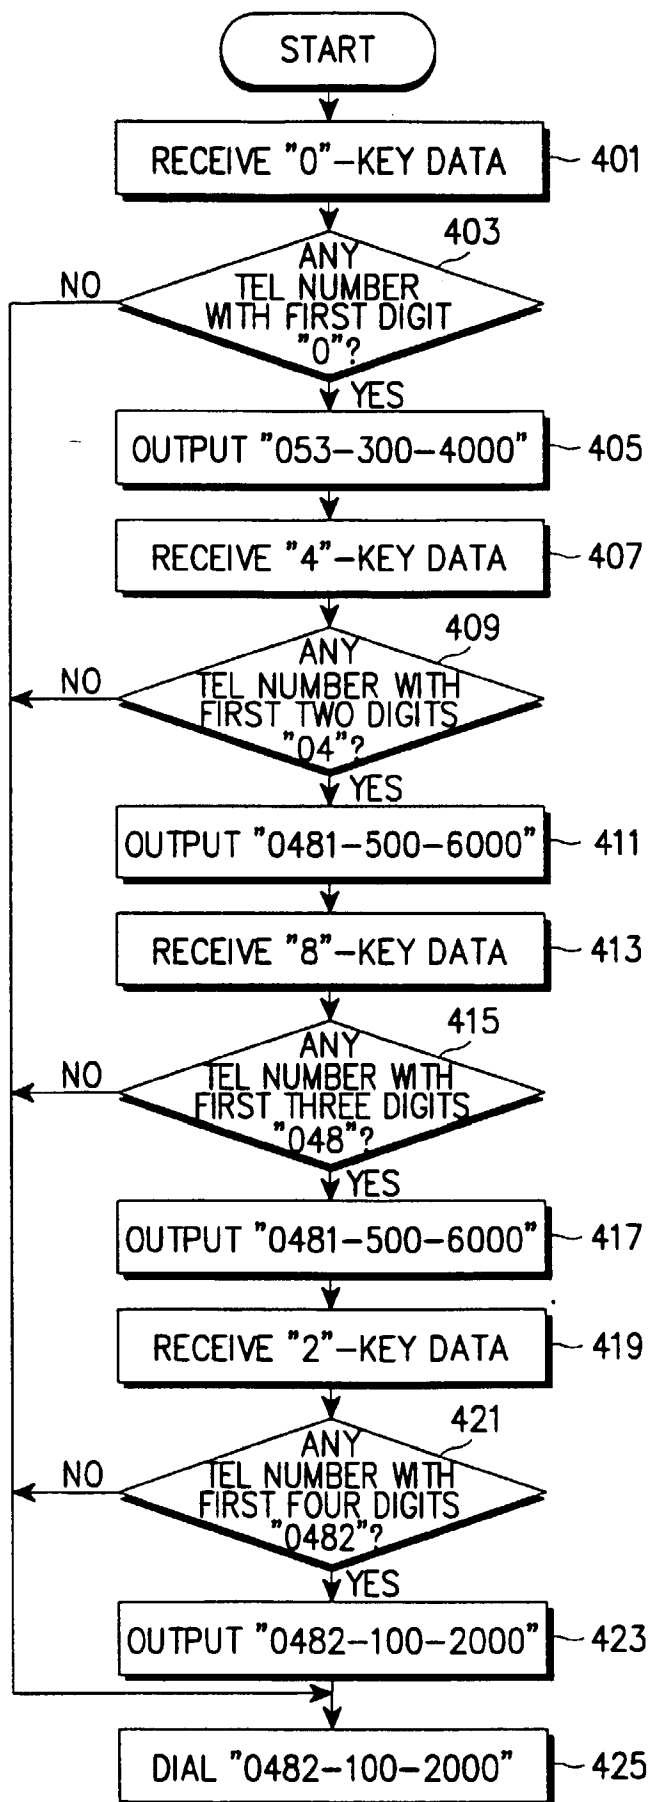 START
RECEIVE "0"-KEY DATA
401
403
ANY
TEL NUMBER
WITH FIRST DIGIT
"0"?
NO
YES
OUTPUT "053-300-4000"
405
RECEIVE "4"-KEY DATA
407
409
ANY
TEL NUMBER WITH
FIRST TWO DIGITS
"04"?
NO
YES
OUTPUT "0481-500-6000"
411
RECEIVE "8"-KEY DATA
413
415
ANY
TEL NUMBER WITH
FIRST THREE DIGITS
"048"?
NO
YES
OUTPUT "0481-500-6000"
417
RECEIVE "2"-KEY DATA
419
421
ANY
TEL NUMBER WITH
FIRST FOUR DIGITS
"0482"?
NO
YES
OUTPUT "0482-100-2000"
423
DIAL "0482-100-2000"
425